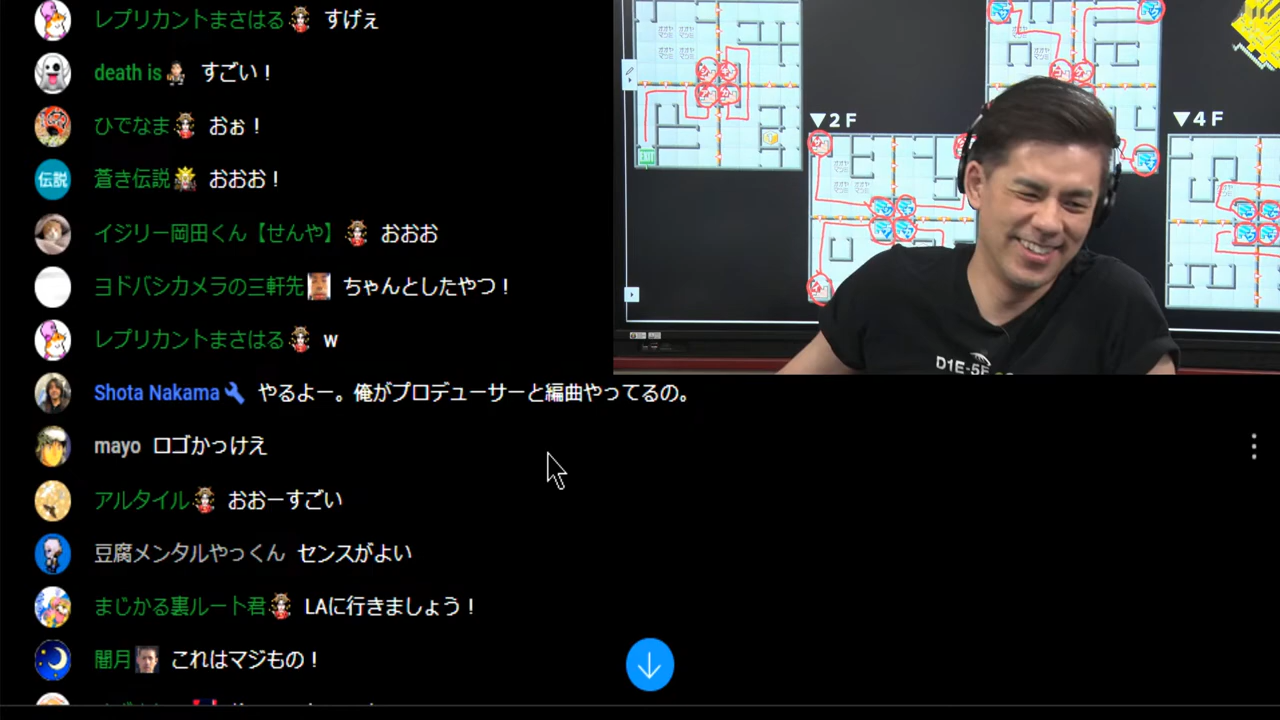 レプリカントまさはる すげぇ
death is すごい！
ひでなま おぉ！
伝説 蒼き伝説 おおお！
イジリー岡田くん【せんや】 おおお
ヨドバシカメラの三軒先 ちゃんとしたやつ！
レプリカントまさはる w
Shota Nakama やるよー。俺がプロデューサーと編曲やってるの。
mayo ロゴかっけえ
アルタイル おおーすごい
豆腐メンタルやっくん センスがよい
まじかる裏ルート君 LAに行きましょう！
闇月 これはマジもの！
▼2F
▼4F
EXIT
D1E-5F